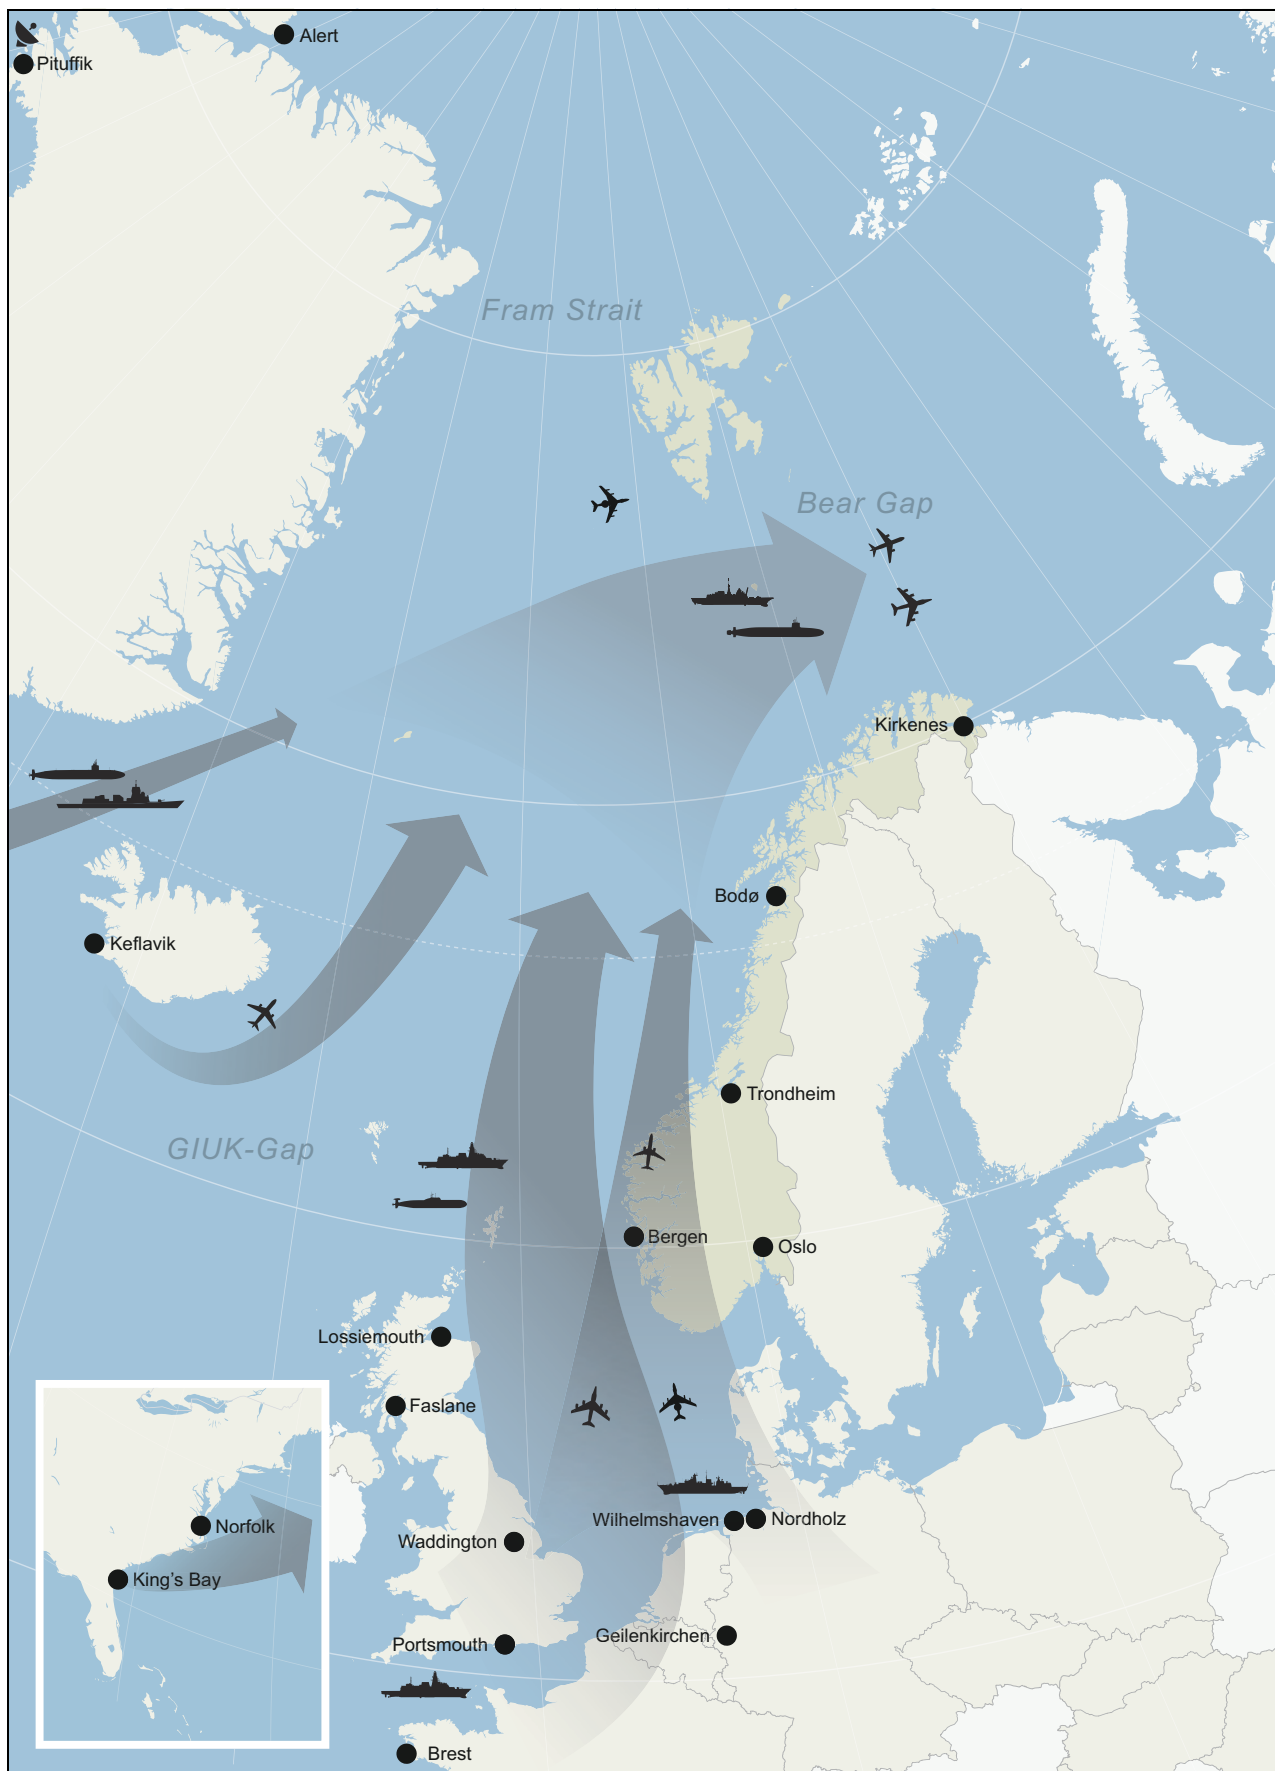 Alert
Pituffik
Fram Strait
Bear Gap
Kirkenes
Bodø
Keflavik
Trondheim
GIUK-Gap
Bergen
Oslo
Lossiemouth
Faslane
Wilhelmshaven
Nordholz
Norfolk
Waddington
King's Bay
Geilenkirchen
Portsmouth
Brest